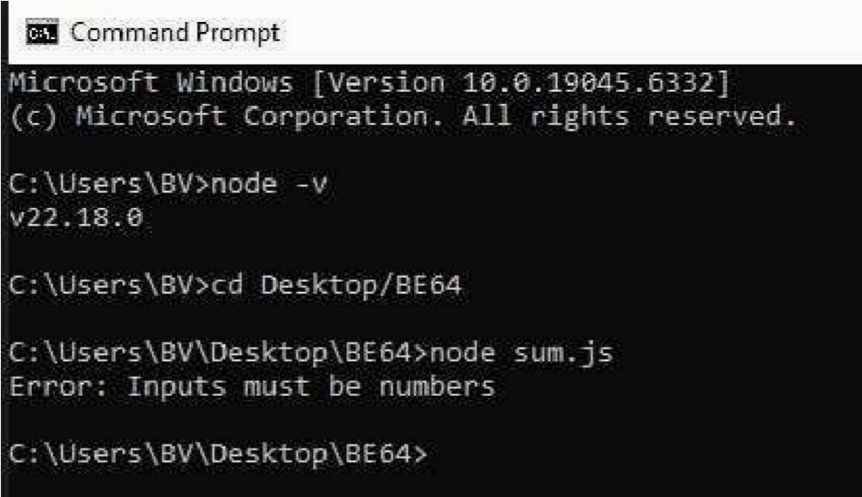 Command Prompt
Microsoft Windows [Version 10.0.19045.6332]
(c) Microsoft Corporation. All rights reserved.
C:\Users\BV>node -v
v22.18.0
C:\Users\BV>cd Desktop/BE64
C:\Users\BV\Desktop\BE64>node sum.js
Error: Inputs must be numbers
C:\Users\BV\Desktop\BE64>